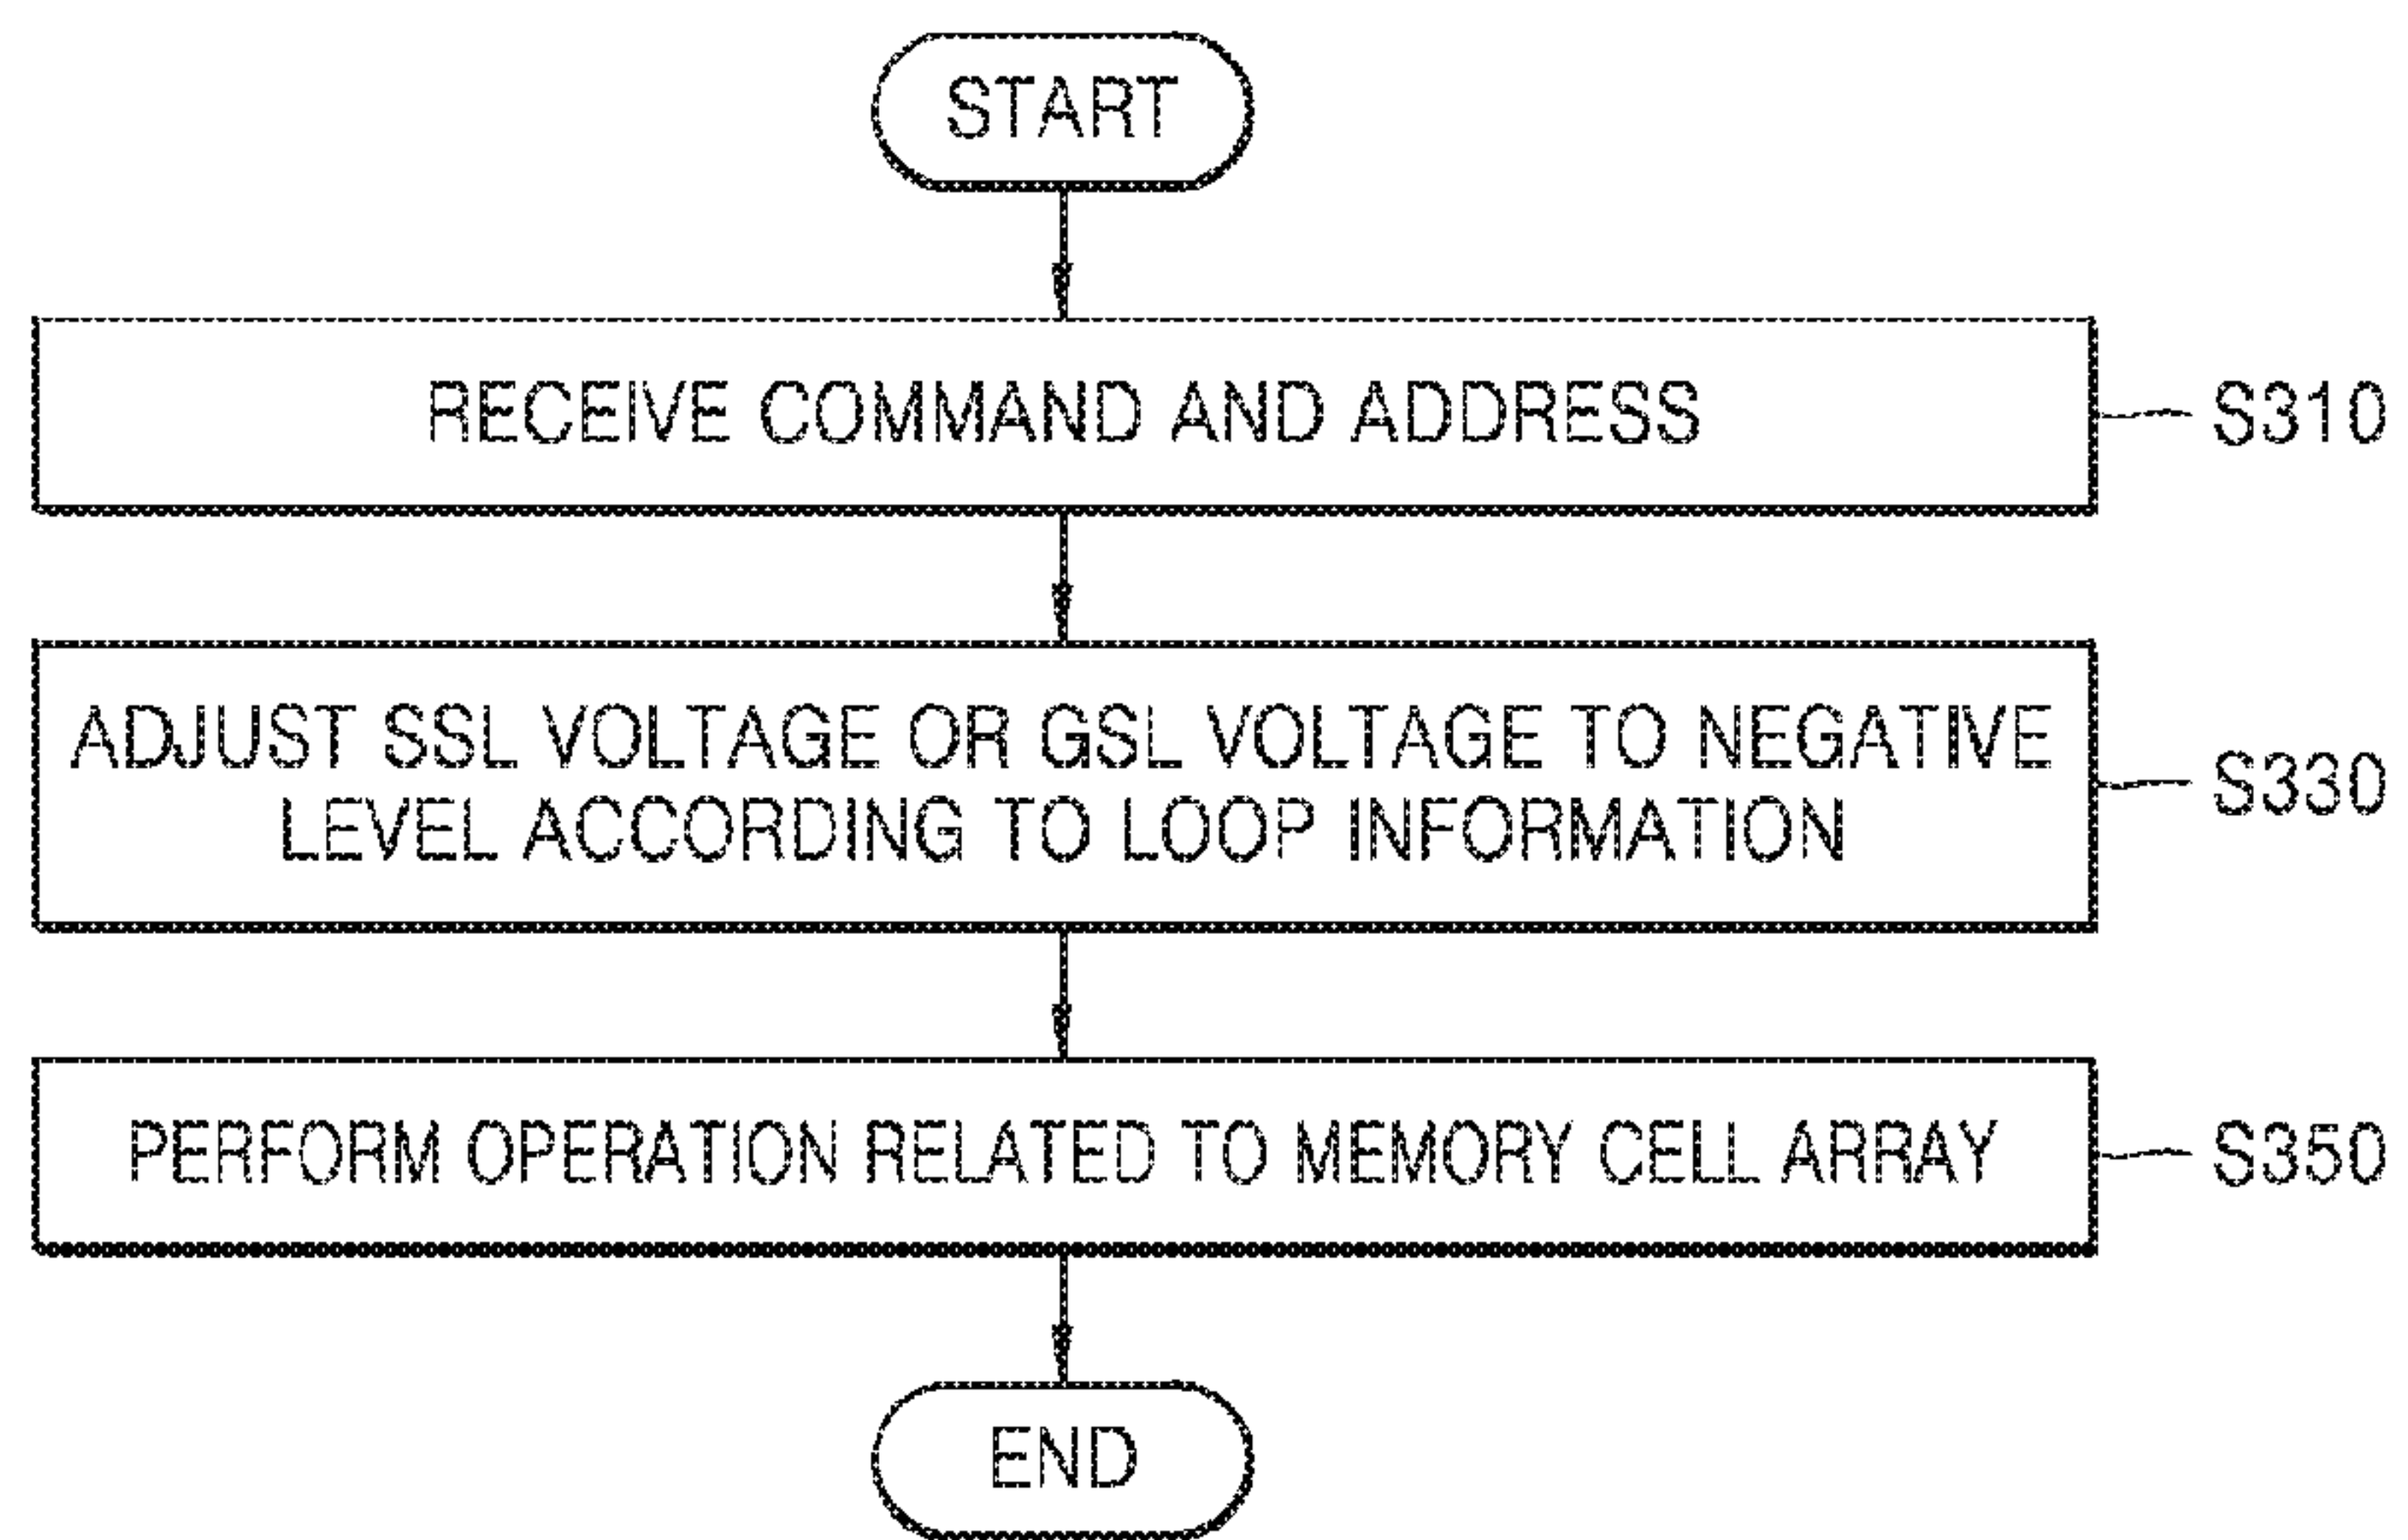 START
RECEIVE COMMAND AND ADDRESS
S310
ADJUST SSL VOLTAGE OR GSL VOLTAGE TO NEGATIVE
LEVEL ACCORDING TO LOOP INFORMATION
S330
PERFORM OPERATION RELATED TO MEMORY CELL ARRAY
S350
END